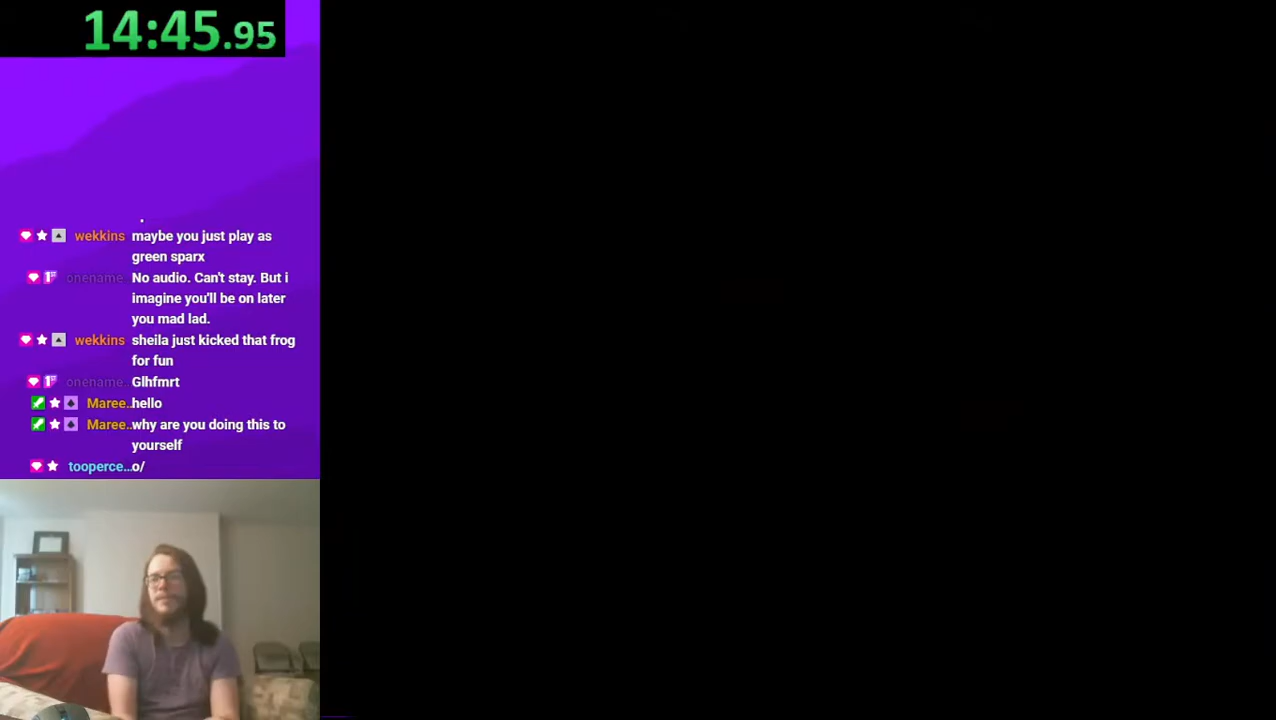 14:45.95
wekkins maybe you just play as
green sparx
onename.. No audio. Can't stay. But i
imagine you'll be on later
you mad lad.
wekkins sheila just kicked that frog
for fun
onename.. Glhfmrt
Maree.. hello
Maree.. why are you doing this to
yourself
tooperce… o/